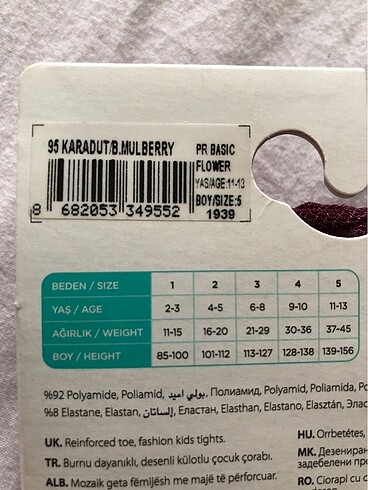 95 KARADUT/B.MULBERRY
PR BASIC
FLOWER
YAŞ/AGE:11-13
BOY/SIZE:5
1939
8 682053 349552
BEDEN / SIZE 1 2 3 4 5
YAŞ / AGE 2-3 4-5 6-8 9-10 11-13
AĞIRLIK / WEIGHT 11-15 16-20 21-29 30-36 37-45
BOY / HEIGHT 85-100 101-112 113-127 128-138 139-156
%92 Polyamide, Poliamid, بولي اميد, Полиамид, Polyamid, Poliamida,
%8 Elastane, Elastan, إلاستان, Еластан, Elasthan, Elastano, Elasztán,
UK. Reinforced toe, fashion kids tights.
TR. Burnu dayanıklı, desenli külotlu çocuk çorabı.
ALB. Mozaik geta fëmijësh me majë të përforcuar.
HU. Orrbetétes,
MK. Дезениран
задебелени
RO. Ciorapi cu